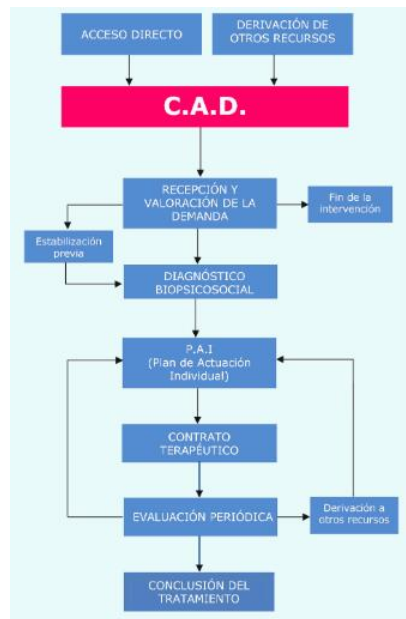 ACCESO DIRECTO
DERIVACIÓN DE
OTROS RECURSOS
C.A.D.
RECEPCIÓN Y
VALORACIÓN DE LA
DEMANDA
Fin de la
intervención
Estabilización
previa
DIAGNÓSTICO
BIOPSICOSOCIAL
P.A.I
(Plan de Actuación
Individual)
CONTRATO
TERAPÉUTICO
EVALUACIÓN PERIÓDICA
Derivación a
otros recursos
CONCLUSIÓN DEL
TRATAMIENTO